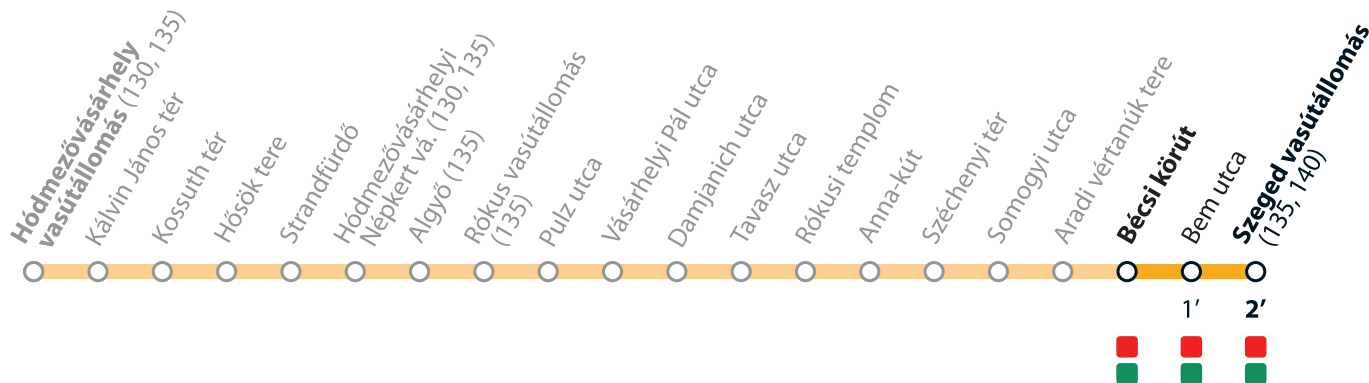 Hódmezővásárhely
vasútállomás (130, 135)
Kálvin János tér
Kossuth tér
Hősök tere
Strandfürdő
Hódmezővásárhelyi
Népkert vá. (130, 135)
Algyő (135)
Rókus vasútállomás
(135)
Pulz utca
Vásárhelyi Pál utca
Damjanich utca
Tavasz utca
Rókusi templom
Anna-kút
Széchenyi tér
Somogyi utca
Aradi vértanúk tere
Bécsi körút
Bem utca
Szeged vasútállomás
(135, 140)
1’
2’